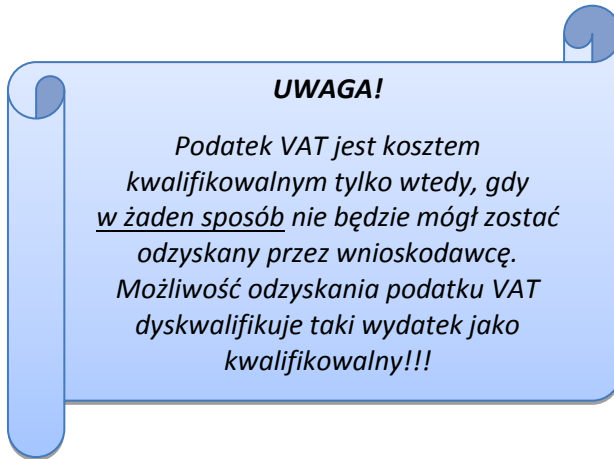 UWAGA!
Podatek VAT jest kosztem
kwalifikowalnym tylko wtedy, gdy
w żaden sposób nie będzie mógł zostać
odzyskany przez wnioskodawcę.
Możliwość odzyskania podatku VAT
dyskwalifikuje taki wydatek jako
kwalifikowalny!!!